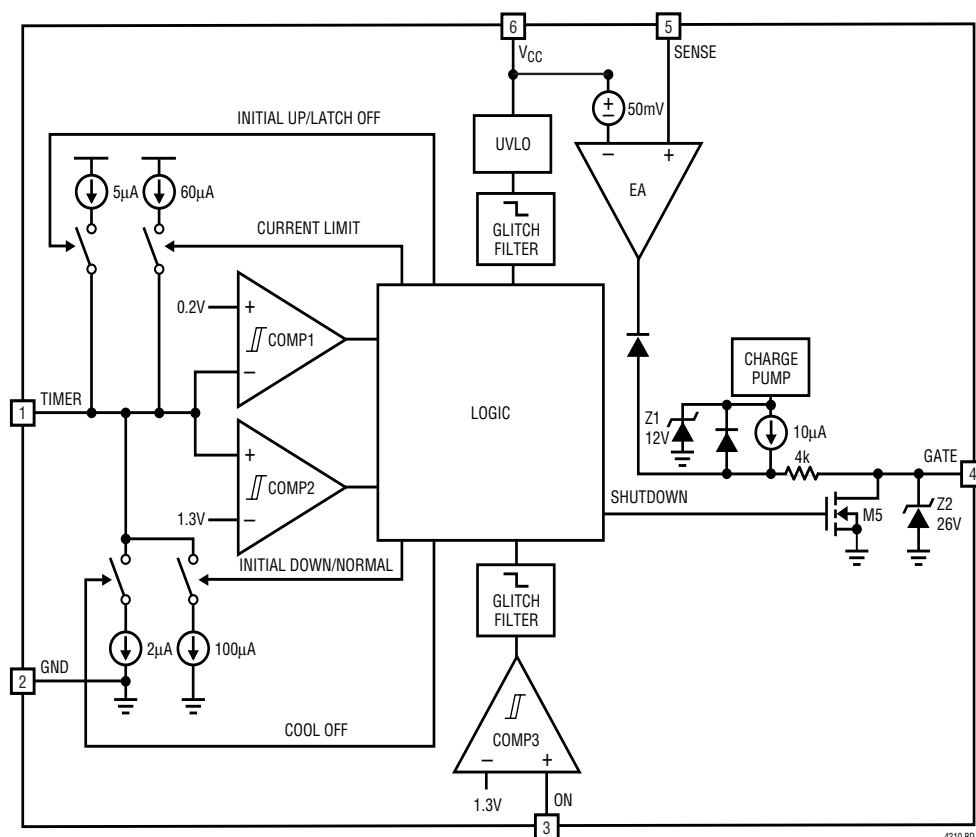 6
5
VCC
SENSE
50mV
INITIAL UP/LATCH OFF
UVLO
EA
5µA
60µA
GLITCH
FILTER
CURRENT LIMIT
0.2V
COMP1
CHARGE
PUMP
1
TIMER
LOGIC
Z1
12V
10µA
4k
GATE
4
COMP2
SHUTDOWN
M5
Z2
26V
1.3V
INITIAL DOWN/NORMAL
GLITCH
FILTER
2µA
100µA
2
GND
COOL OFF
COMP3
1.3V
ON
3
4210 BD